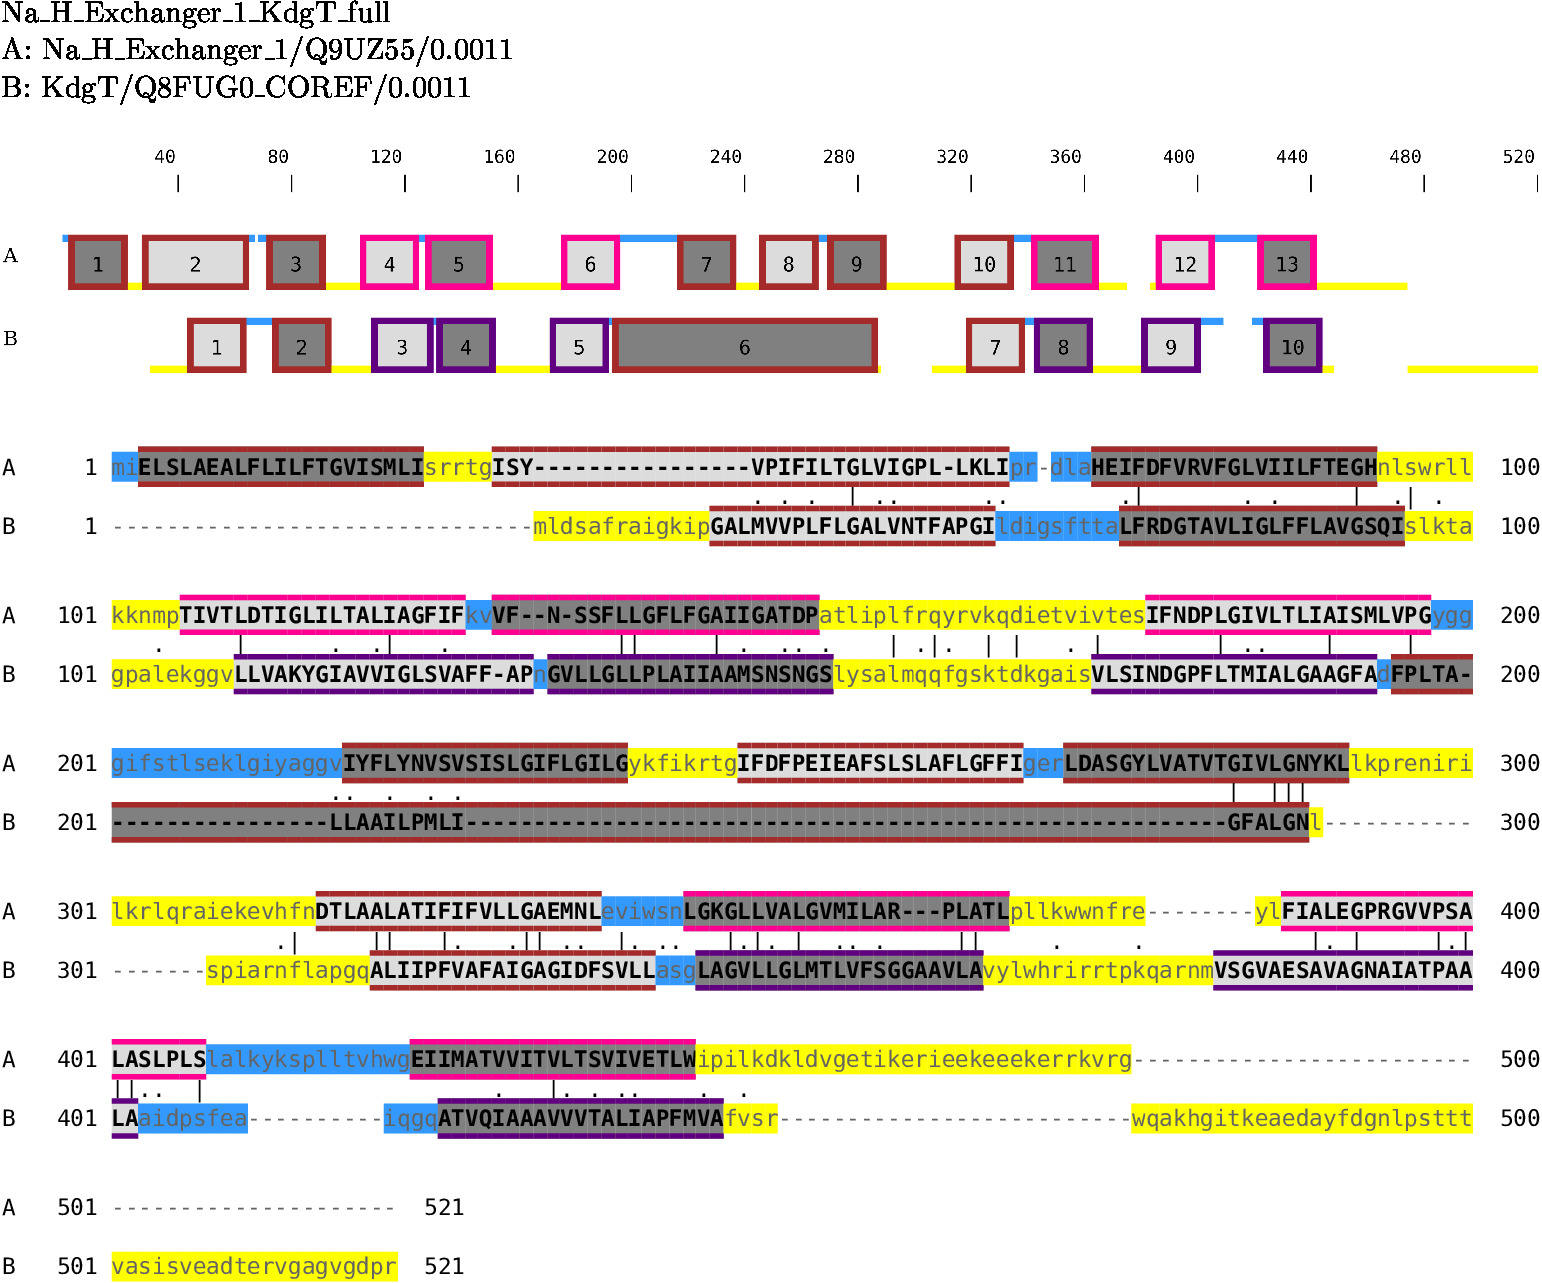 Na_H_Exchanger_1_KdgT_full
A: Na_H_Exchanger_1/Q9UZ55/0.0011
B: KdgT/Q8FUG0_COREF/0.0011
40 80 120 160 200 240 280 320 360 400 440 480 520
A 1 2 3 4 5 6 7 8 9 10 11 12 13
B 1 2 3 4 5 6 7 8 9 10
A 1 miELSLAEALFLILFTGVISMLIsrrtgISY----------------VPIFILTGLVIGPL-LKLIpr-dlaHEIFDFVRVFGLVIILFTEGHnlswrll 100
B 1 -------------------------------mldsafraigkipGALMVVPLFLGALVNTFAPGIldigsfttaLFRDGTAVLIGLFFLAVGSQIslkta 100
A 101 kknmpTIVTLDTIGLILTALIAGFIFkvVF--N-SSFLLGFLFGAIIGATDPatliplfrqyrvkqdietvivtesIFNDPLGIVLTLIAISMLVPGygg 200
B 101 gpalekggvLLVAKYGIAVVIGLSVAFF-APnGVLLGLLPLAIIAAMSNSNGSlysalmqqfgsktdkgaisVLSINDGPFLTMIALGAAGFAdFPLTA- 200
A 201 gifstlseklgiyaggvIYFLYNVSVSISLGIFLGILGykfikrtgIFDFPEIEAFSLSLAFLGFFIgerLDASGYLVATVTGIVLGNYKLlkpreniri 300
B 201 ----------------LLAAILPMLI--------------------------------------------------------GFALGNl----------- 300
A 301 lkrlqraiekevhfnDTLAALATIFIFVLLGAEMNLeviwsnLGKGLLVALGVMILAR---PLATLpllkwwnfre--------ylFIALEGPRGVVPSA 400
B 301 -------spiarnflapgqALIIPFVAFAIGAGIDFSVLLasgLAGVLLGLMTLVFSGGAAVLAvylwhrirrtpkqarnmVSGVAESAVAGNAIATPAA 400
A 401 LASLPLSlalkyksplltvhwgEIIMATVVITVLTSVIVETLWipilkdkldvgetikerieekeeekerrkvrg------------------------- 500
B 401 LAaidpsfea----------iqgqATVQIAAAVVVTALIAPFMVAfvsr--------------------------wqakhgitkeaedayfdgnlpsttt 500
A 501 --------------------- 521
B 501 vasisveadtervgagvgdpr 521